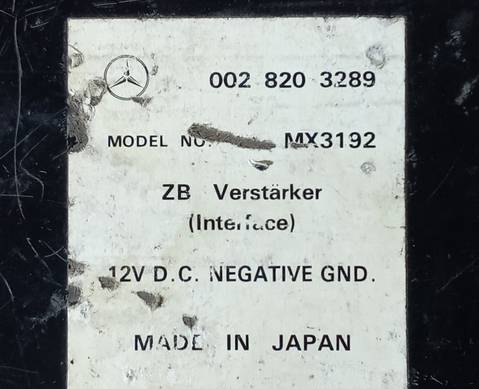 002 820 3289
MODEL NO. MX3192
ZB Verstärker
(Interface)
12V D.C. NEGATIVE GND.
MADE IN JAPAN